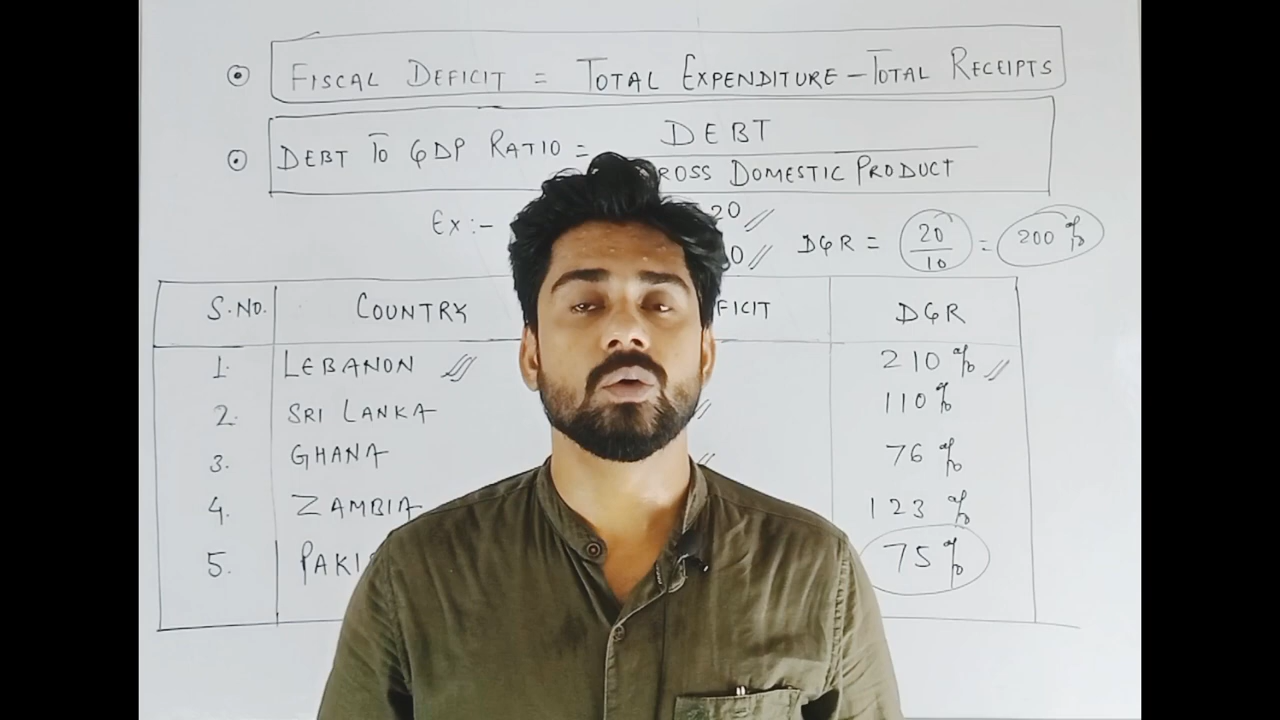 FISCAL DEFICIT = TOTAL EXPENDITURE - TOTAL RECEIPTS
DEBT TO GDP RATIO = DEBT
ROSS DOMESTIC PRODUCT
Ex :- 20
0 DGR = 20/10 = 200 %
S.NO. COUNTRY FICIT DGR
1. LEBANON 210 %
2. SRI LANKA 110 %
3. GHANA 76 %
4. ZAMBIA 123 %
5. PAKI 75 %